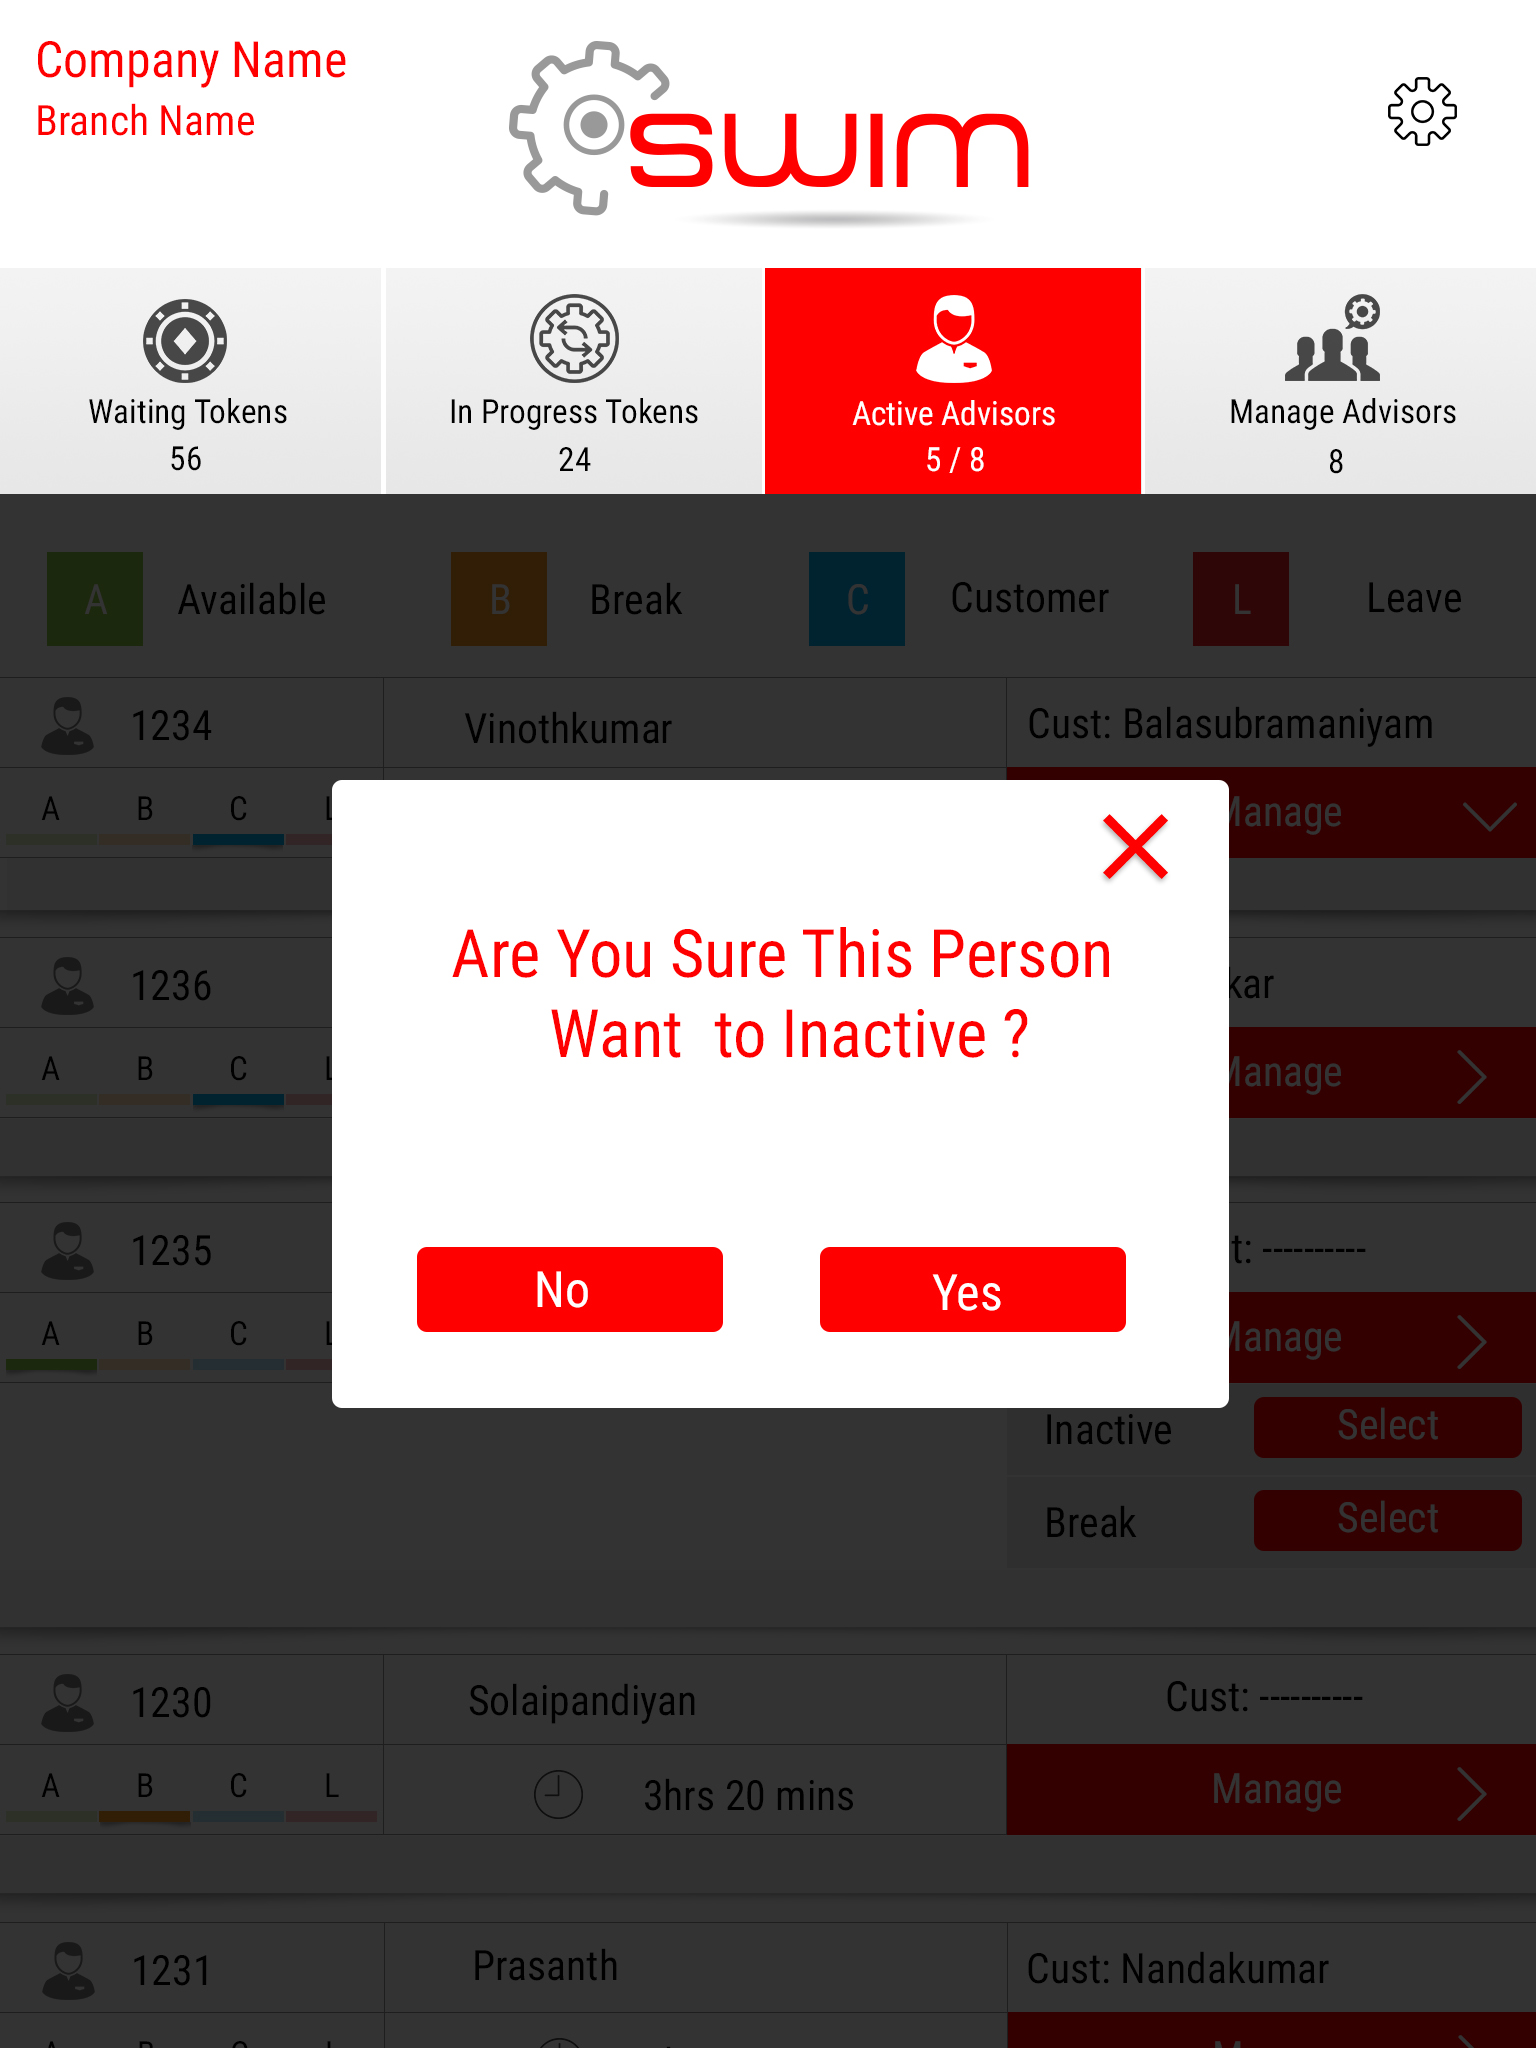 Company Name
Branch Name
swim
Waiting Tokens
56
In Progress Tokens
24
Active Advisors
5 / 8
Manage Advisors
8
A Available B Break C Customer L Leave
1234 Vinothkumar Cust: Balasubramaniyam
A B C Manage
Are You Sure This Person
Want to Inactive ?
No Yes
1236
A B C Manage
1235 ----------
A B C Manage
Inactive Select
Break Select
1230 Solaipandiyan Cust: ----------
A B C L 3hrs 20 mins Manage
1231 Prasanth Cust: Nandakumar